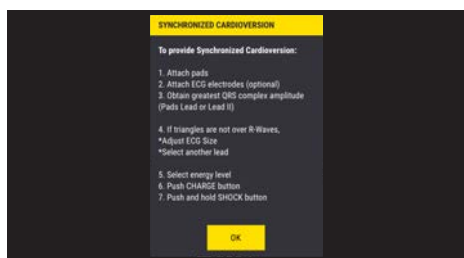 SYNCHRONIZED CARDIOVERSION
To provide Synchronized Cardioversion:
1. Attach pads
2. Attach ECG electrodes (optional)
3. Obtain greatest QRS complex amplitude
(Pads Lead or Lead II)
4. If triangles are not over R-Waves,
*Adjust ECG Size
*Select another lead
5. Select energy level
6. Push CHARGE button
7. Push and hold SHOCK button
OK